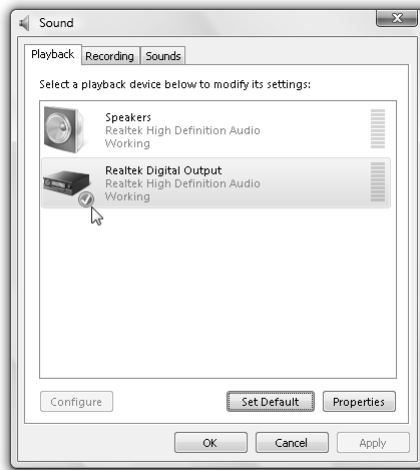 Sound
Playback Recording Sounds
Select a playback device below to modify its settings:
Speakers
Realtek High Definition Audio
Working
Realtek Digital Output
Realtek High Definition Audio
Working
Configure Set Default Properties
OK Cancel Apply